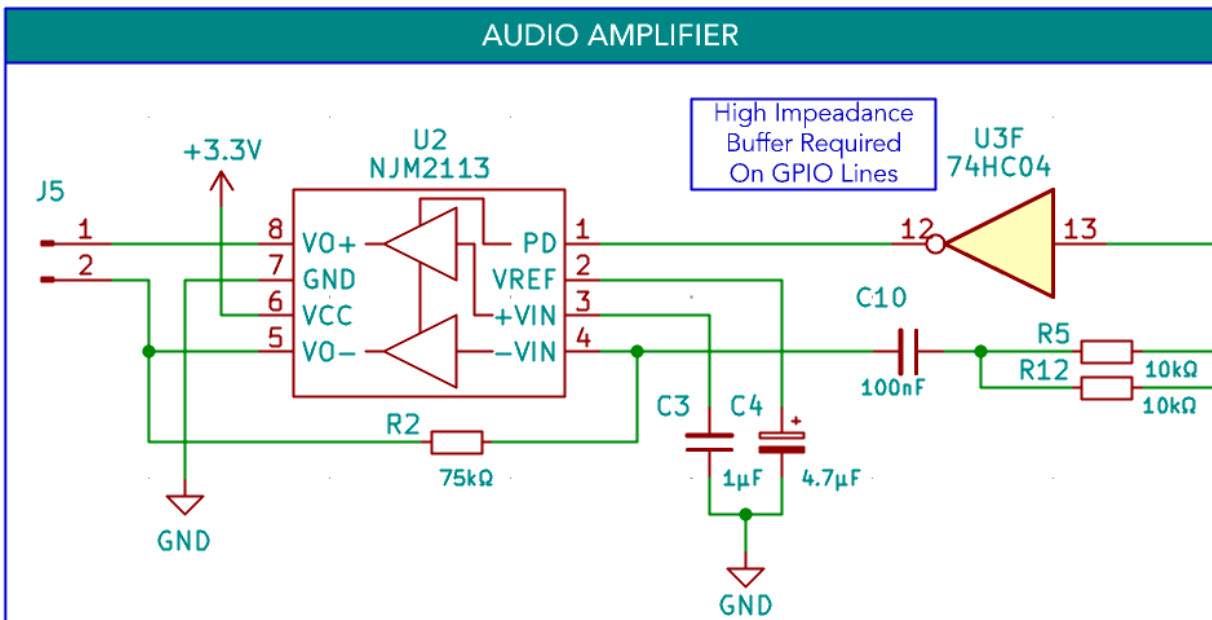 AUDIO AMPLIFIER
High Impeadance
Buffer Required
On GPIO Lines
U3F
74HC04
12
13
+3.3V
U2
NJM2113
J5
1
2
8
7
6
5
VO+
GND
VCC
VO-
PD
VREF
+VIN
-VIN
1
2
3
4
C10
100nF
R5
10kΩ
R12
10kΩ
R2
75kΩ
C3
1µF
C4
+
4.7µF
GND
GND